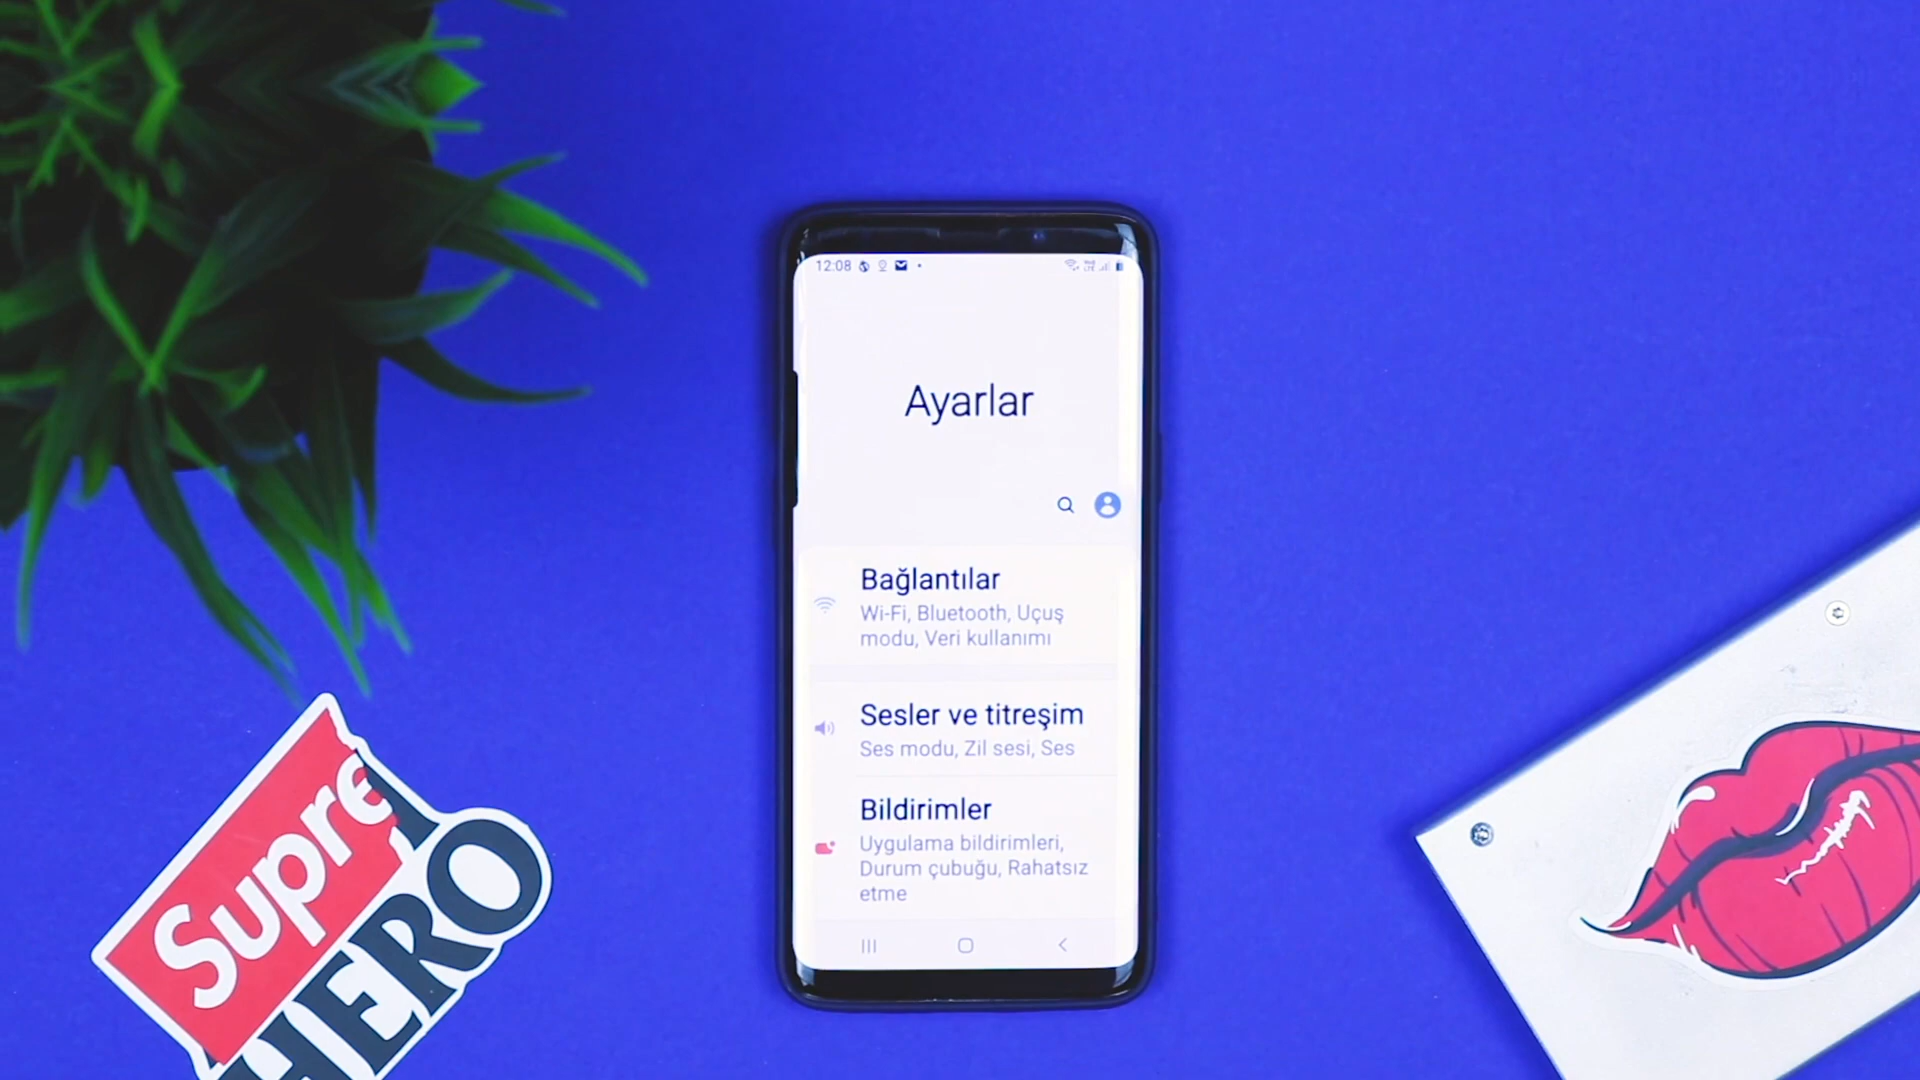 12:08
Ayarlar
Bağlantılar
Wi-Fi, Bluetooth, Uçuş
modu, Veri kullanımı
Sesler ve titreşim
Ses modu, Zil sesi, Ses
Bildirimler
Uygulama bildirimleri,
Durum çubuğu, Rahatsız
etme
Supre
HERO